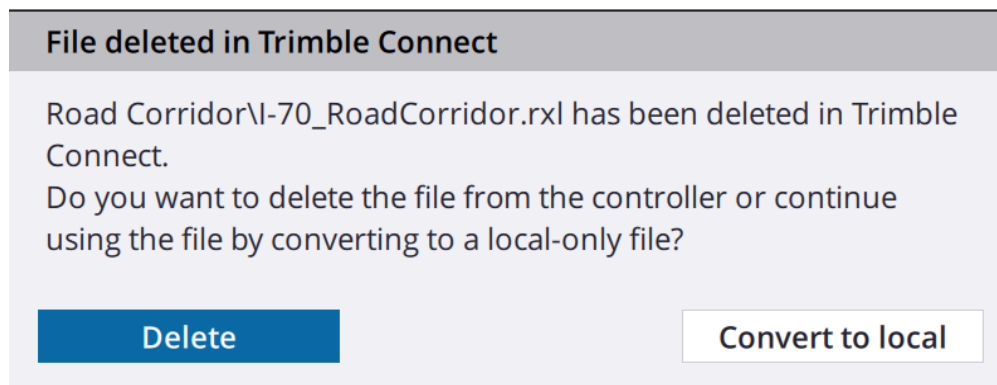 File deleted in Trimble Connect
Road Corridor\I-70_RoadCorridor.rxl has been deleted in Trimble
Connect.
Do you want to delete the file from the controller or continue
using the file by converting to a local-only file?
Delete
Convert to local